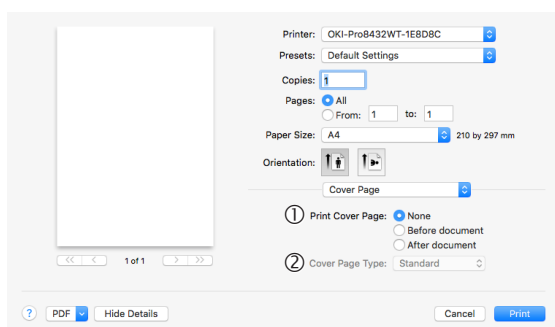 Printer: OKI-Pro8432WT-1E8D8C
Presets: Default Settings
Copies: 1
Pages: All
From: 1 to: 1
Paper Size: A4 210 by 297 mm
Orientation:
Cover Page
① Print Cover Page: None
Before document
After document
② Cover Page Type: Standard
<< < 1 of 1 > >>
? PDF Hide Details Cancel Print